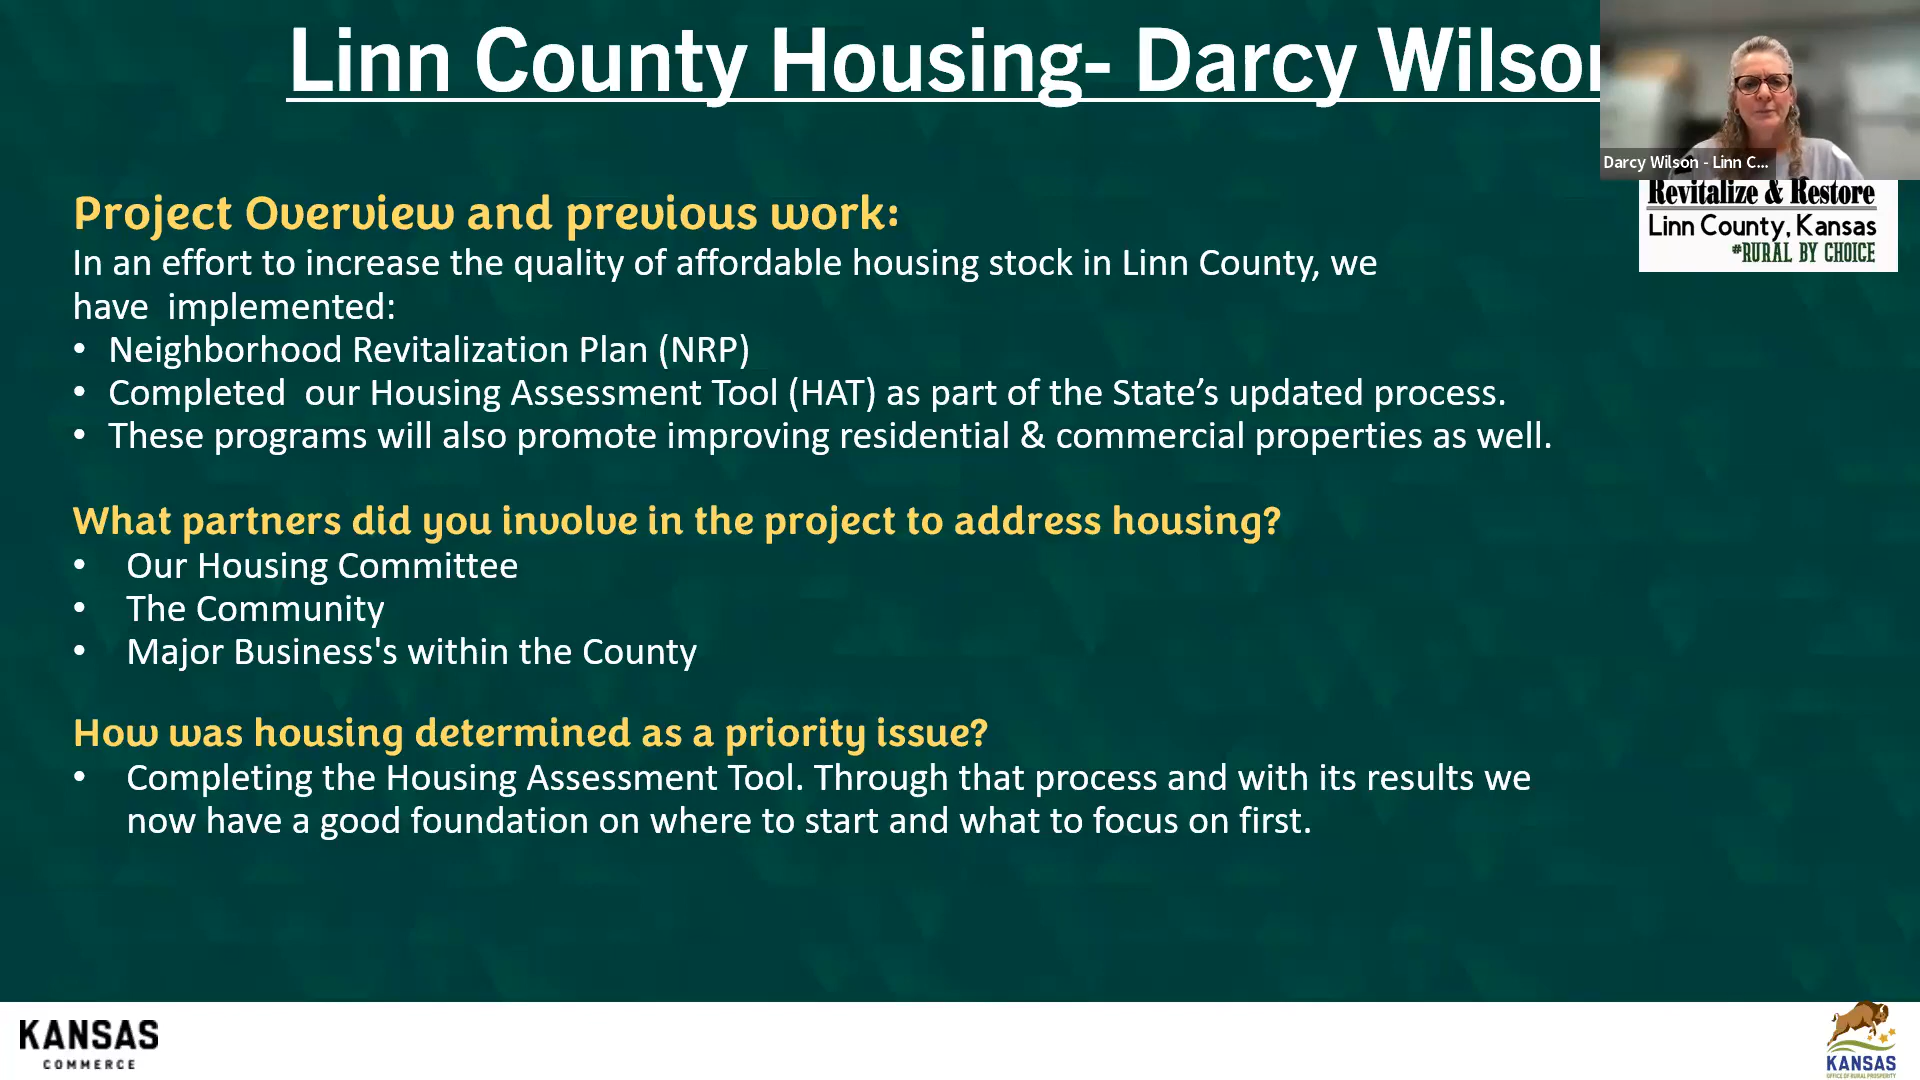 Linn County Housing- Darcy Wilson
Darcy Wilson - Linn C...
Revitalize & Restore
Linn County, Kansas
#RURAL BY CHOICE
Project Overview and previous work:
In an effort to increase the quality of affordable housing stock in Linn County, we
have  implemented:
• Neighborhood Revitalization Plan (NRP)
• Completed  our Housing Assessment Tool (HAT) as part of the State’s updated process.
• These programs will also promote improving residential & commercial properties as well.
What partners did you involve in the project to address housing?
• Our Housing Committee
• The Community
• Major Business's within the County
How was housing determined as a priority issue?
• Completing the Housing Assessment Tool. Through that process and with its results we
now have a good foundation on where to start and what to focus on first.
KANSAS
COMMERCE
KANSAS
OFFICE OF RURAL PROSPERITY